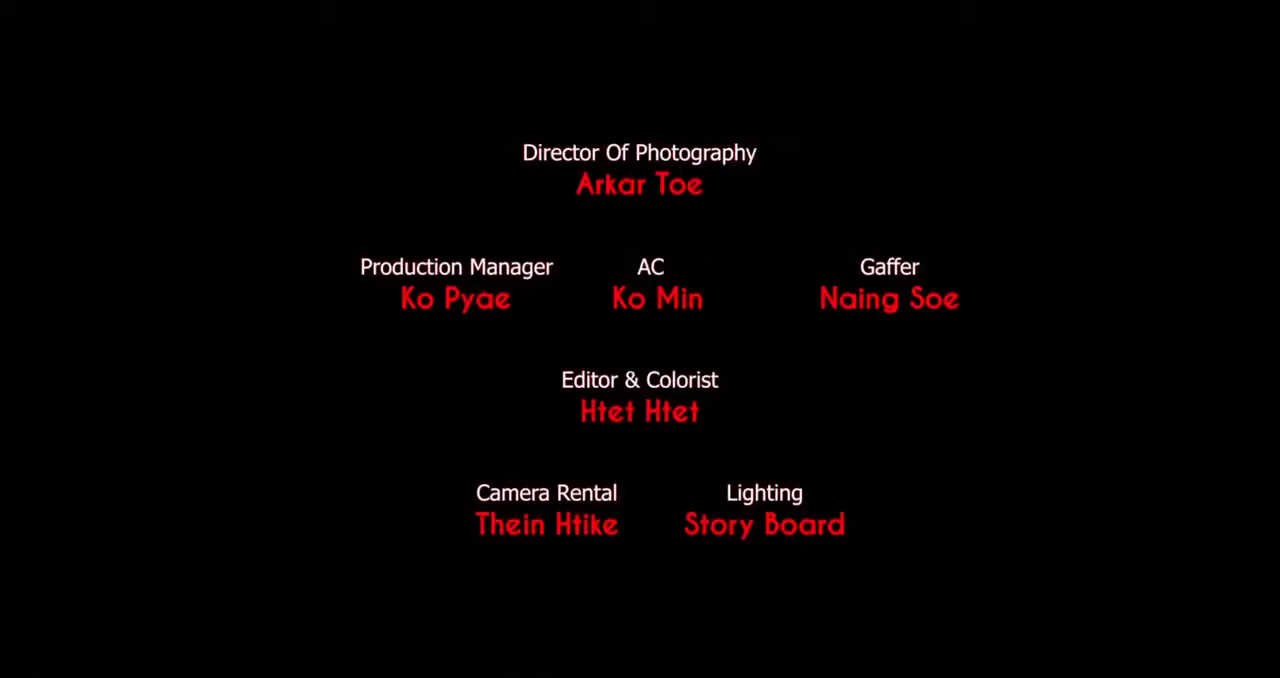 Director Of Photography
Arkar Toe
Production Manager AC Gaffer
Ko Pyae Ko Min Naing Soe
Editor & Colorist
Htet Htet
Camera Rental Lighting
Thein Htike Story Board